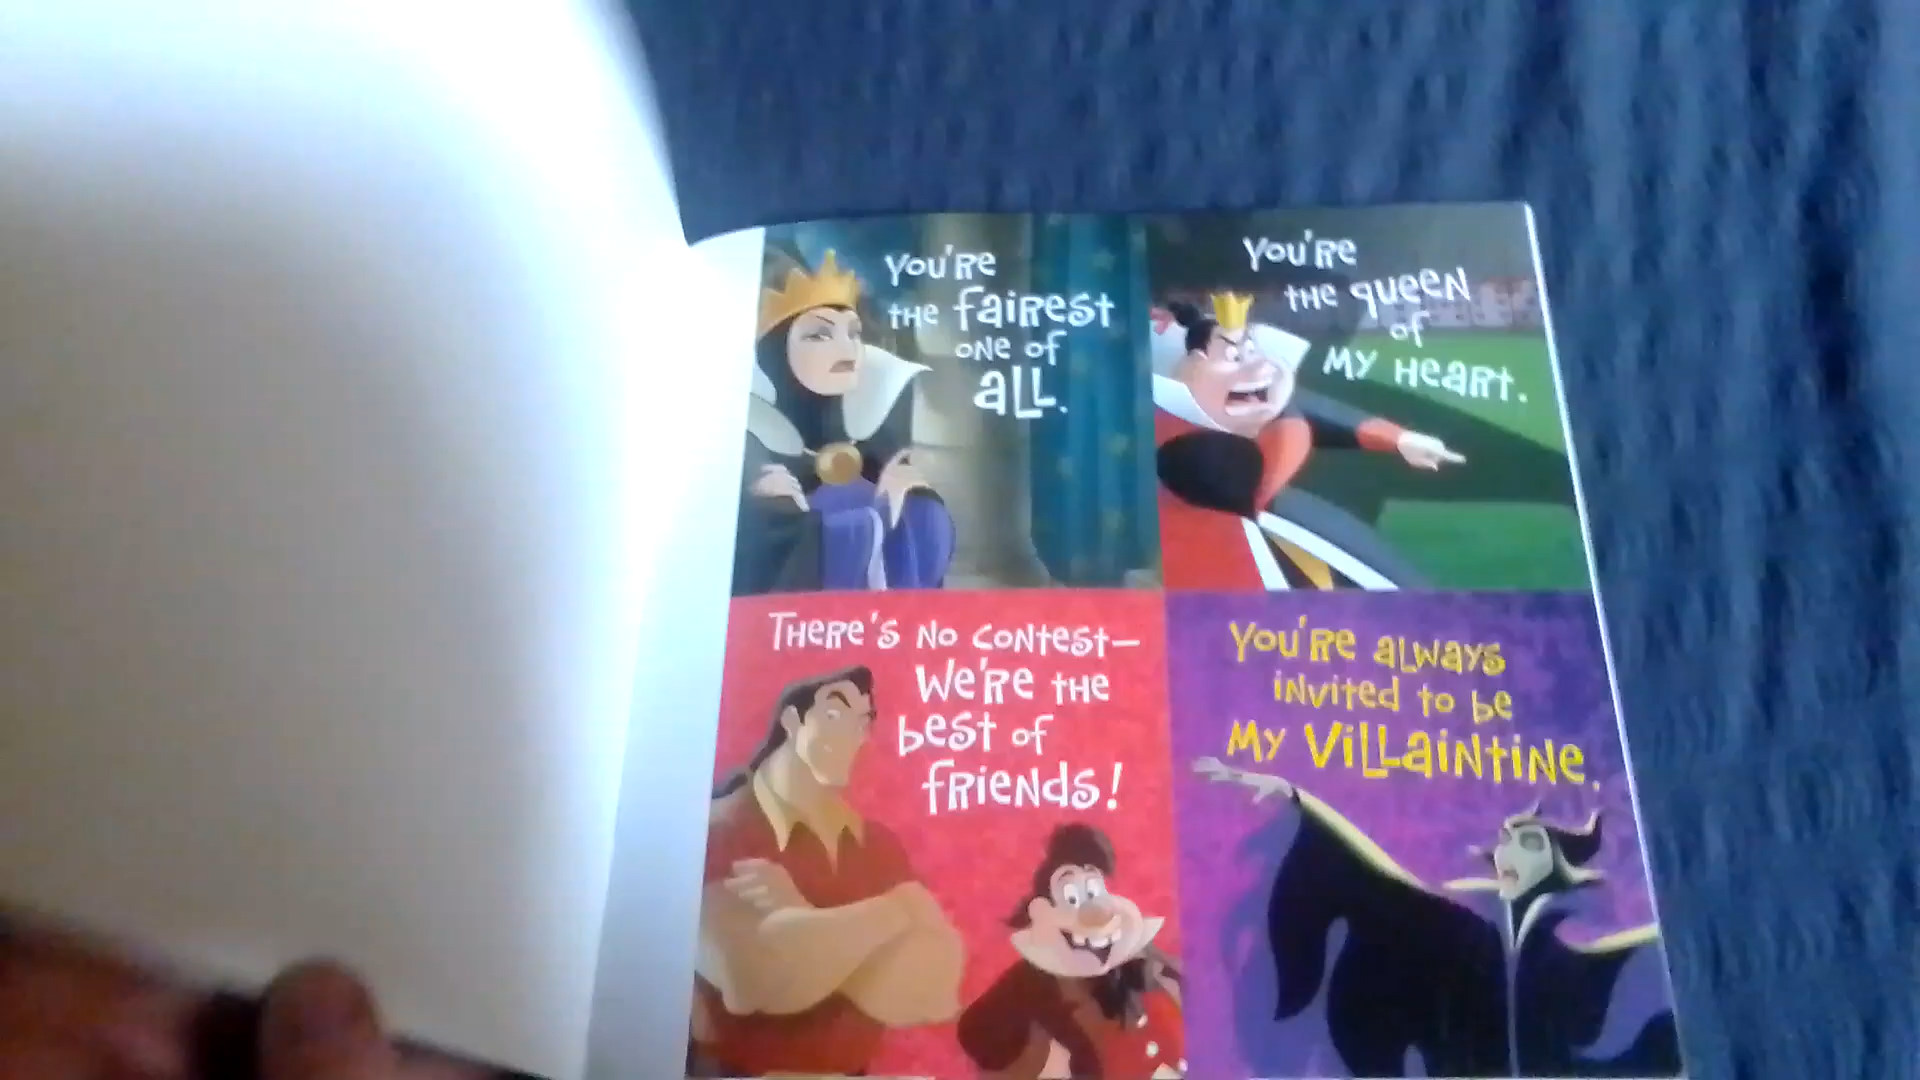 You're
the fairest
one of
all.
You're
the queen
of
my heart.
There's no contest—
We're the
best of
friends!
You're always
invited to be
my Villaintine.